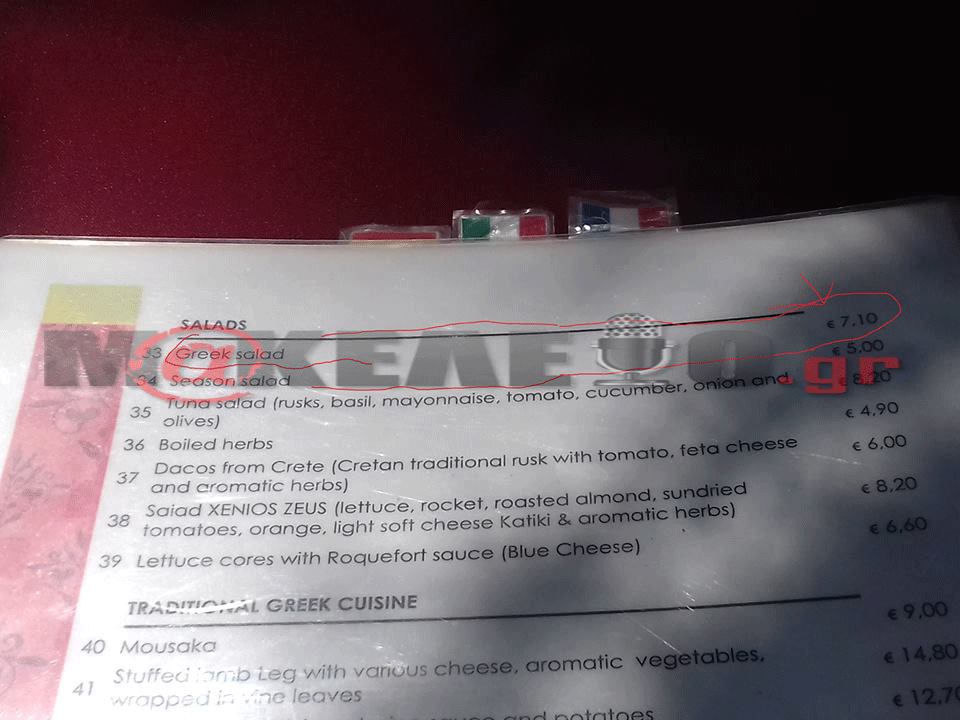 SALADS
33 Greek salad € 7,10
34 Season salad € 5,00
35 Tuna salad (rusks, basil, mayonnaise, tomato, cucumber, onion and € 8,20
olives)
36 Boiled herbs € 4,90
37 Dacos from Crete (Cretan traditional rusk with tomato, feta cheese € 6,00
and aromatic herbs)
38 Salad XENIOS ZEUS (lettuce, rocket, roasted almond, sundried € 8,20
tomatoes, orange, light soft cheese Katiki & aromatic herbs)
39 Lettuce cores with Roquefort sauce (Blue Cheese) € 6,60
TRADITIONAL GREEK CUISINE
40 Mousaka € 9,00
41 Stuffed lamb Leg with various cheese, aromatic vegetables, € 14,80
wrapped in vine leaves
sauce and potatoes € 12,70
M@ΚΕΛΕΙΟ.gr